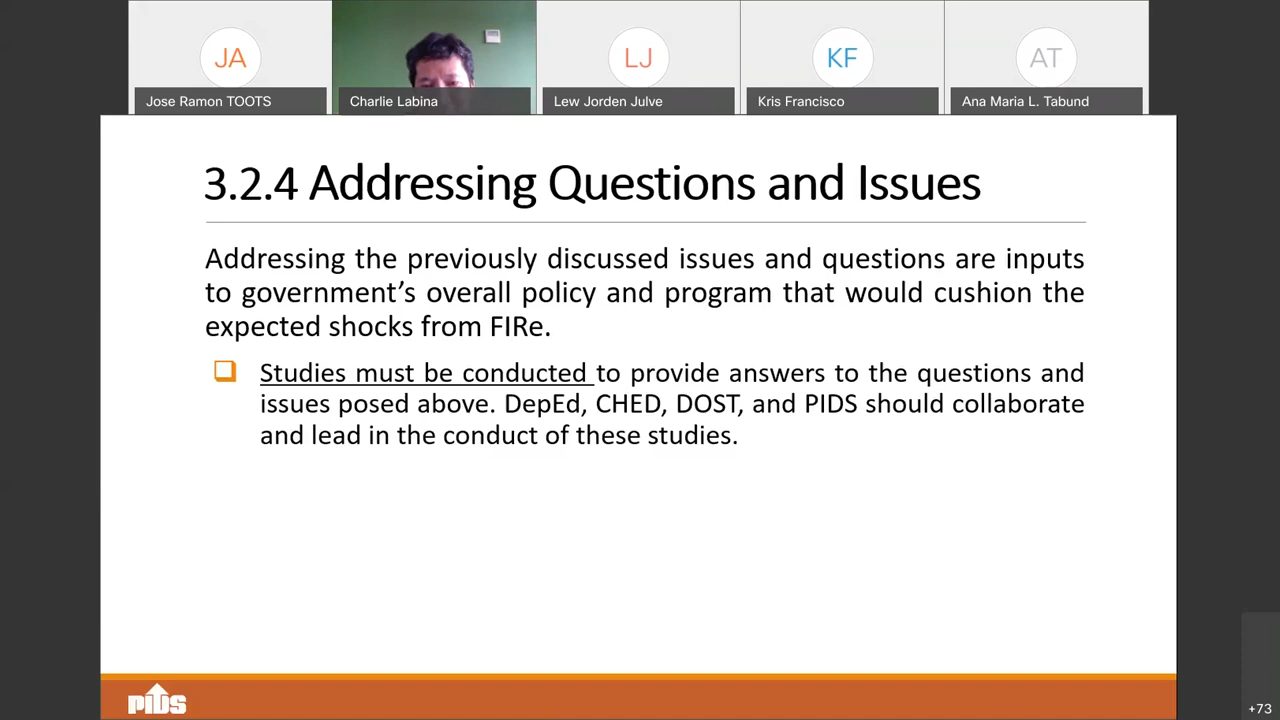 JA
LJ
KF
AT
Jose Ramon TOOTS
Charlie Labina
Lew Jorden Julve
Kris Francisco
Ana Maria L. Tabund
3.2.4 Addressing Questions and Issues
Addressing the previously discussed issues and questions are inputs
to government’s overall policy and program that would cushion the
expected shocks from FIRe.
Studies must be conducted to provide answers to the questions and
issues posed above. DepEd, CHED, DOST, and PIDS should collaborate
and lead in the conduct of these studies.
PIDS
+73